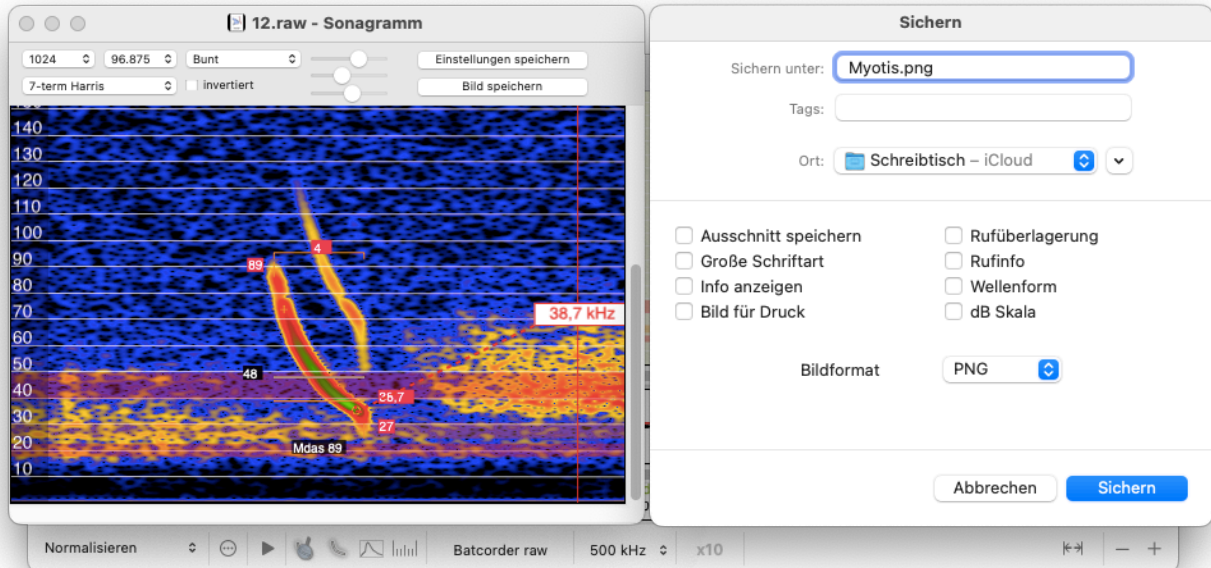 12.raw - Sonagramm
1024
96.875
Bunt
Einstellungen speichern
7-term Harris
invertiert
Bild speichern
140
130
120
110
100
90
80
70
60
50
40
30
20
10
4
89
38,7 kHz
48
27
Mdas 89
Sichern
Sichern unter:
Myotis.png
Tags:
Ort:
Schreibtisch – iCloud
Ausschnitt speichern
Rufüberlagerung
Große Schriftart
Rufinfo
Info anzeigen
Wellenform
Bild für Druck
dB Skala
Bildformat
PNG
Abbrechen
Sichern
Normalisieren
Batcorder raw
500 kHz
x10